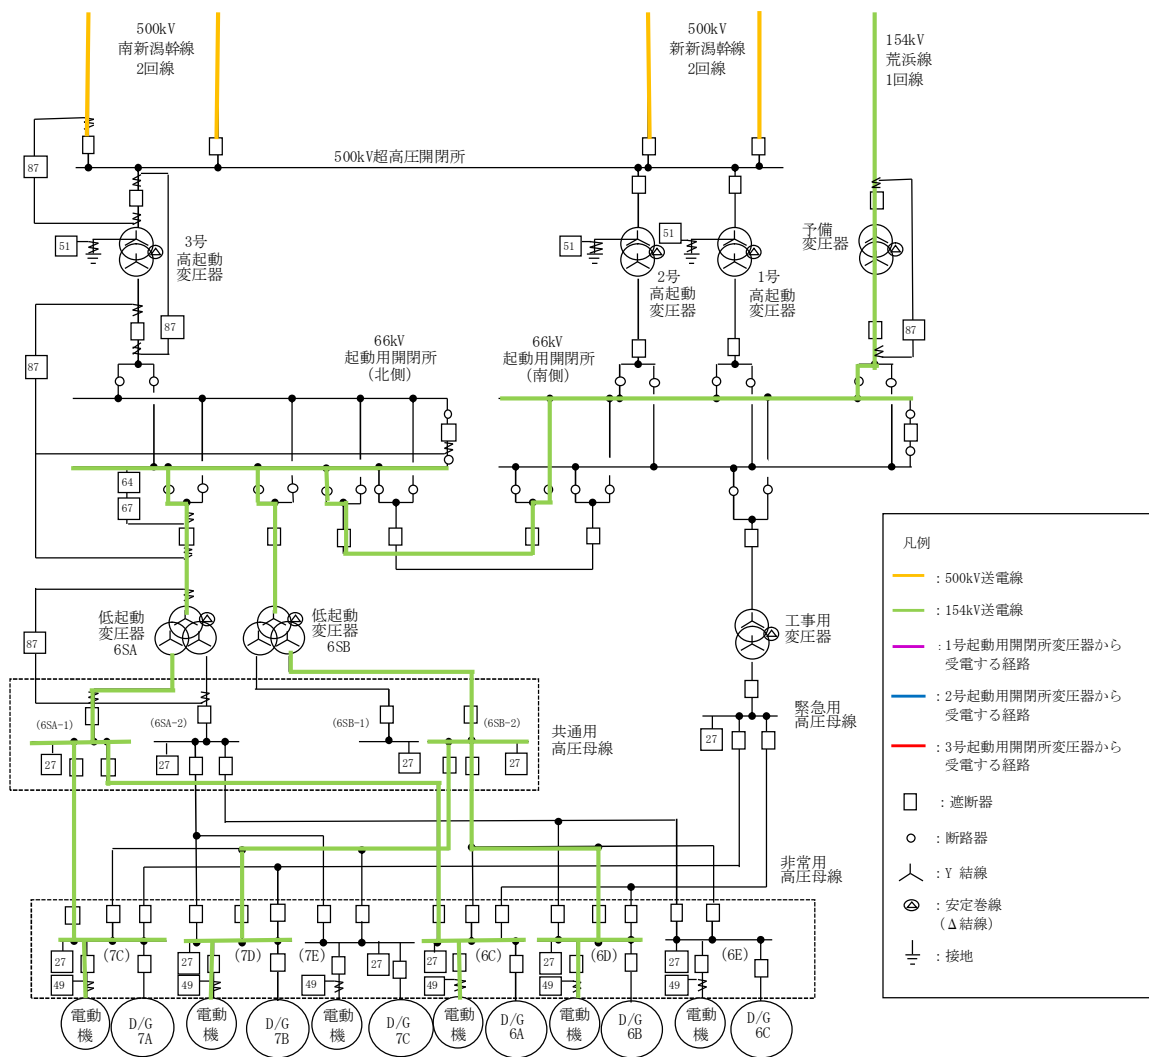 500kV
南新潟幹線
2回線
500kV
新新潟幹線
2回線
154kV
荒浜線
1回線
87
500kV超高圧開閉所
51
3号
高起動
変圧器
51
51
2号
高起動
変圧器
1号
高起動
変圧器
予備
変圧器
87
87
87
66kV
起動用開閉所
(北側)
66kV
起動用開閉所
(南側)
64
67
低起動
変圧器
6SA
低起動
変圧器
6SB
87
工事用
変圧器
(6SA-1)
(6SA-2)
(6SB-1)
(6SB-2)
共通用
高圧母線
緊急用
高圧母線
27
27
27
27
27
非常用
高圧母線
(7C)
(7D)
(7E)
(6C)
(6D)
(6E)
27
27
27
27
27
27
49
49
49
49
49
49
電動
機
D/G
7A
電動
機
D/G
7B
電動
機
D/G
7C
電動
機
D/G
6A
電動
機
D/G
6B
電動
機
D/G
6C
凡例
：500kV送電線
：154kV送電線
：1号起動用開閉所変圧器から
受電する経路
：2号起動用開閉所変圧器から
受電する経路
：3号起動用開閉所変圧器から
受電する経路
：遮断器
：断路器
：Y 結線
：安定巻線
(Δ結線)
：接地